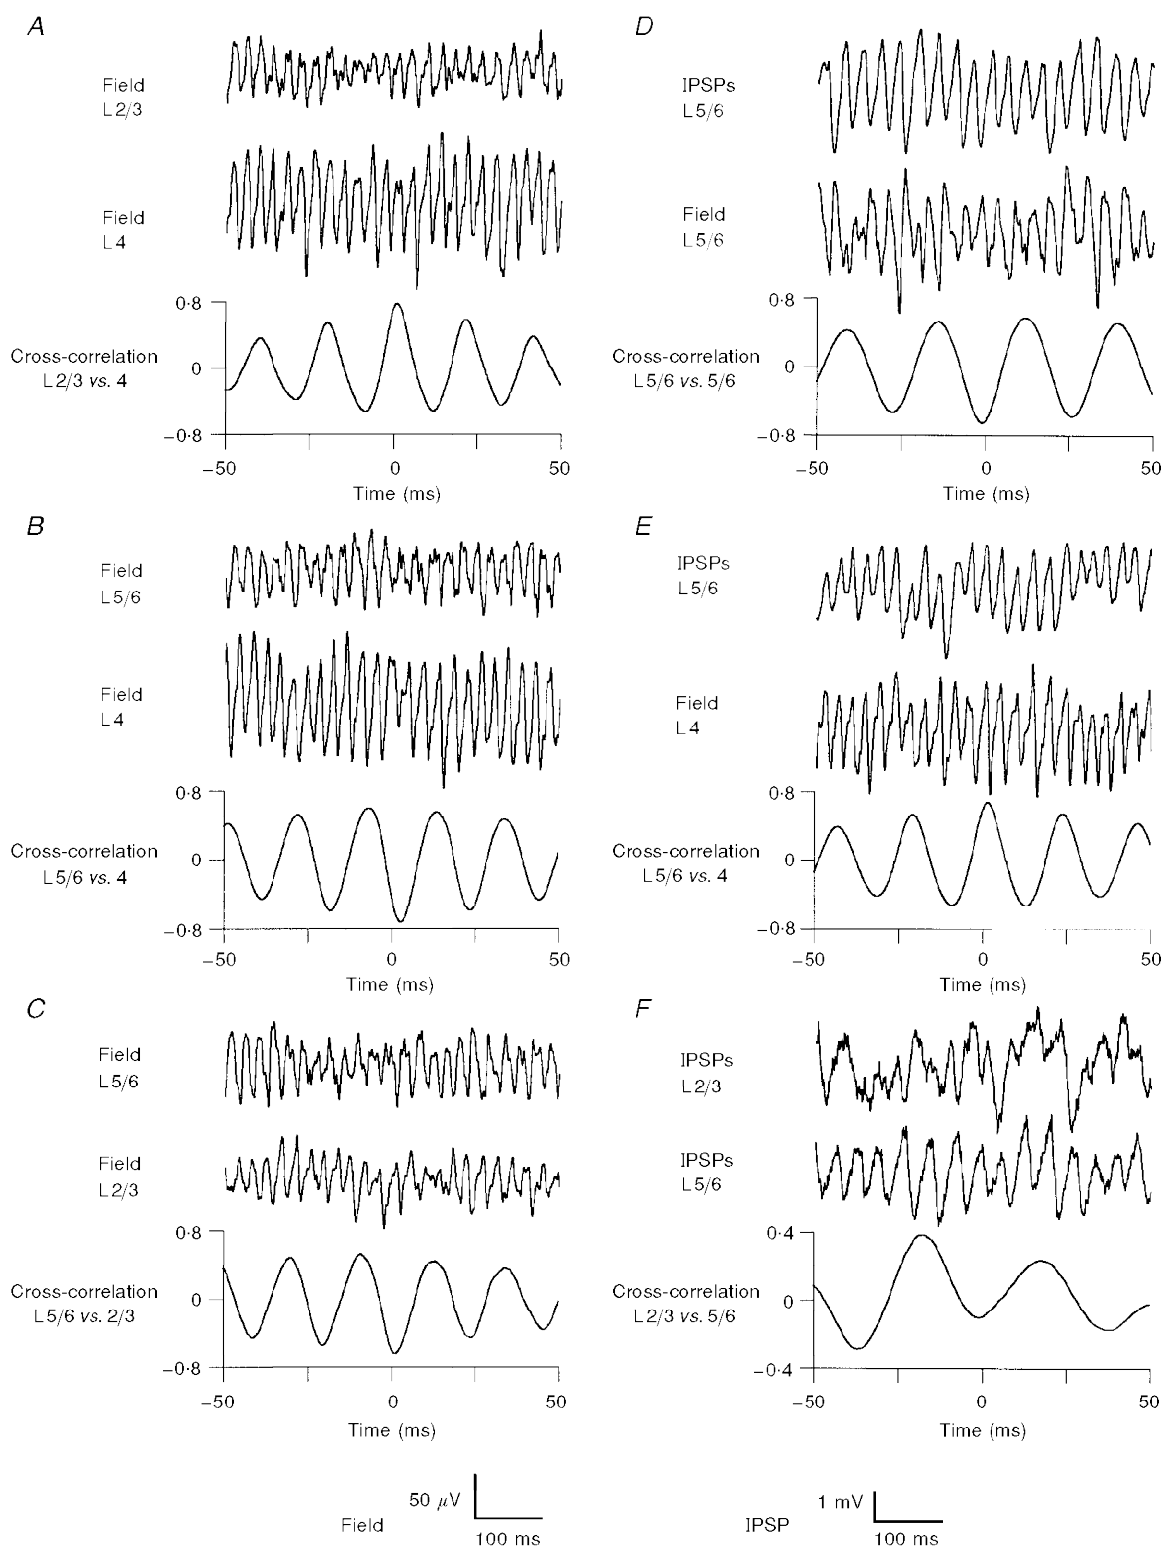 A
Field
L2/3
Field
L4
0·8
0
−0·8
Cross-correlation
L2/3 vs. 4
−50
0
50
Time (ms)
B
Field
L5/6
Field
L4
0·8
0
−0·8
Cross-correlation
L5/6 vs. 4
−50
0
50
Time (ms)
C
Field
L5/6
Field
L2/3
0·8
0
−0·8
Cross-correlation
L5/6 vs. 2/3
−50
0
50
Time (ms)
50 μV
Field
100 ms
D
IPSPs
L5/6
Field
L5/6
0·8
0
−0·8
Cross-correlation
L5/6 vs. 5/6
−50
0
50
Time (ms)
E
IPSPs
L5/6
Field
L4
0·8
0
−0·8
Cross-correlation
L5/6 vs. 4
−50
0
50
Time (ms)
F
IPSPs
L2/3
IPSPs
L5/6
0·4
0
−0·4
Cross-correlation
L2/3 vs. 5/6
−50
0
50
Time (ms)
1 mV
IPSP
100 ms